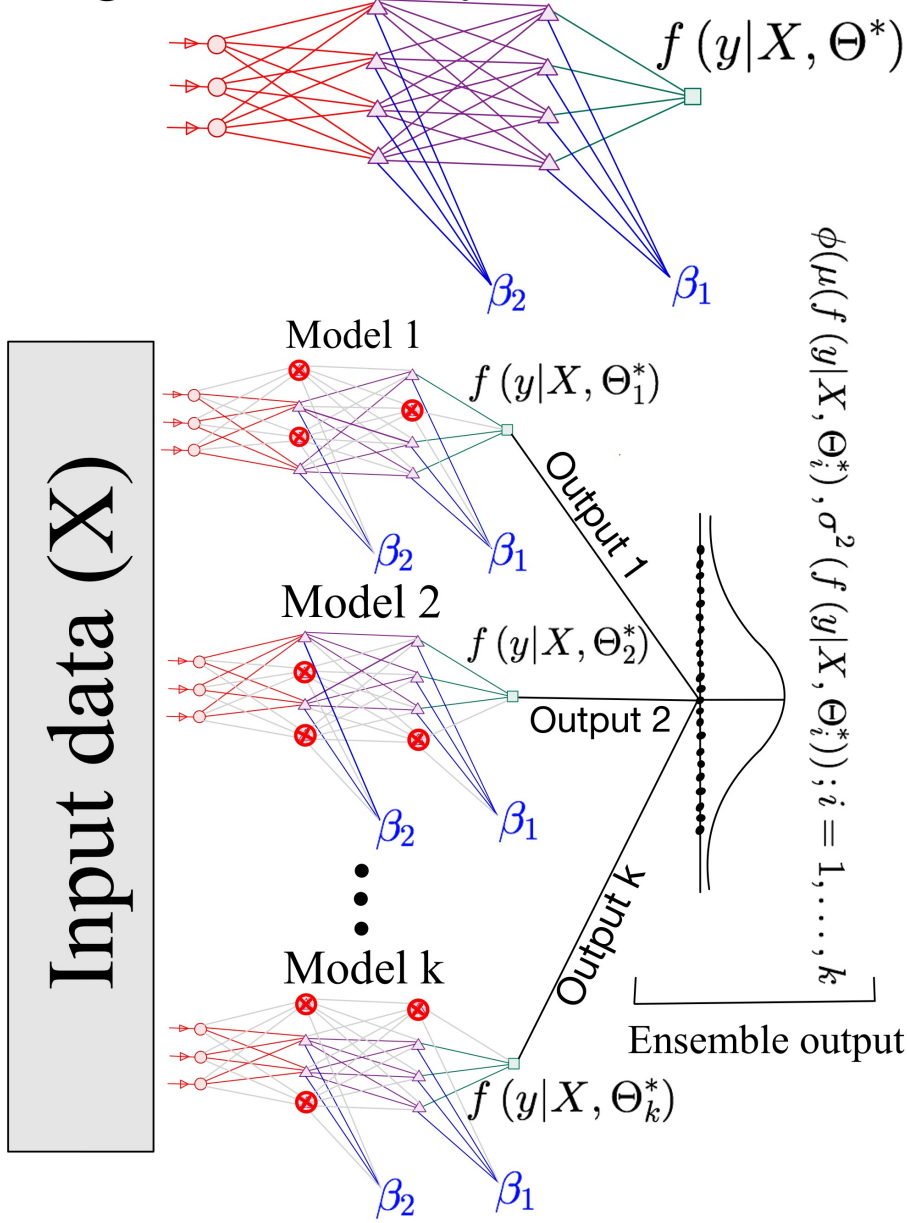 f (y|X, Θ*)
β₂
β₁
Input data (X)
Model 1
f (y|X, Θ₁*)
β₂
β₁
Output 1
Model 2
f (y|X, Θ₂*)
β₂
β₁
Output 2
Model k
f (y|X, Θₖ*)
β₂
β₁
Output k
ϕ(μ(f (y|X, Θᵢ*), σ²(f (y|X, Θᵢ*)); i = 1, . . . , k
Ensemble output